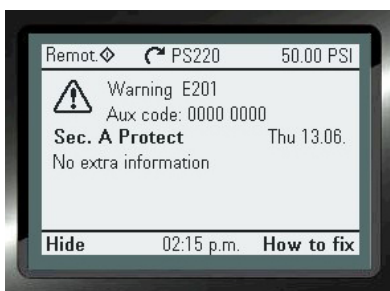 Remot. PS220 50.00 PSI
Warning E201
Aux code: 0000 0000
Sec. A Protect Thu 13.06.
No extra information
Hide 02:15 p.m. How to fix